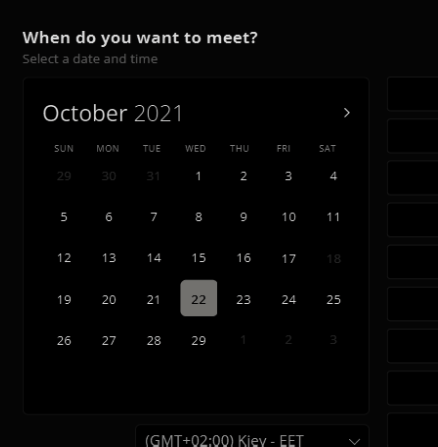 When do you want to meet?
Select a date and time
October 2021
SUN MON TUE WED THU FRI SAT
29 30 31 1 2 3 4
5 6 7 8 9 10 11
12 13 14 15 16 17 18
19 20 21 22 23 24 25
26 27 28 29 1 2 3
(GMT+02:00) Kiev - EET